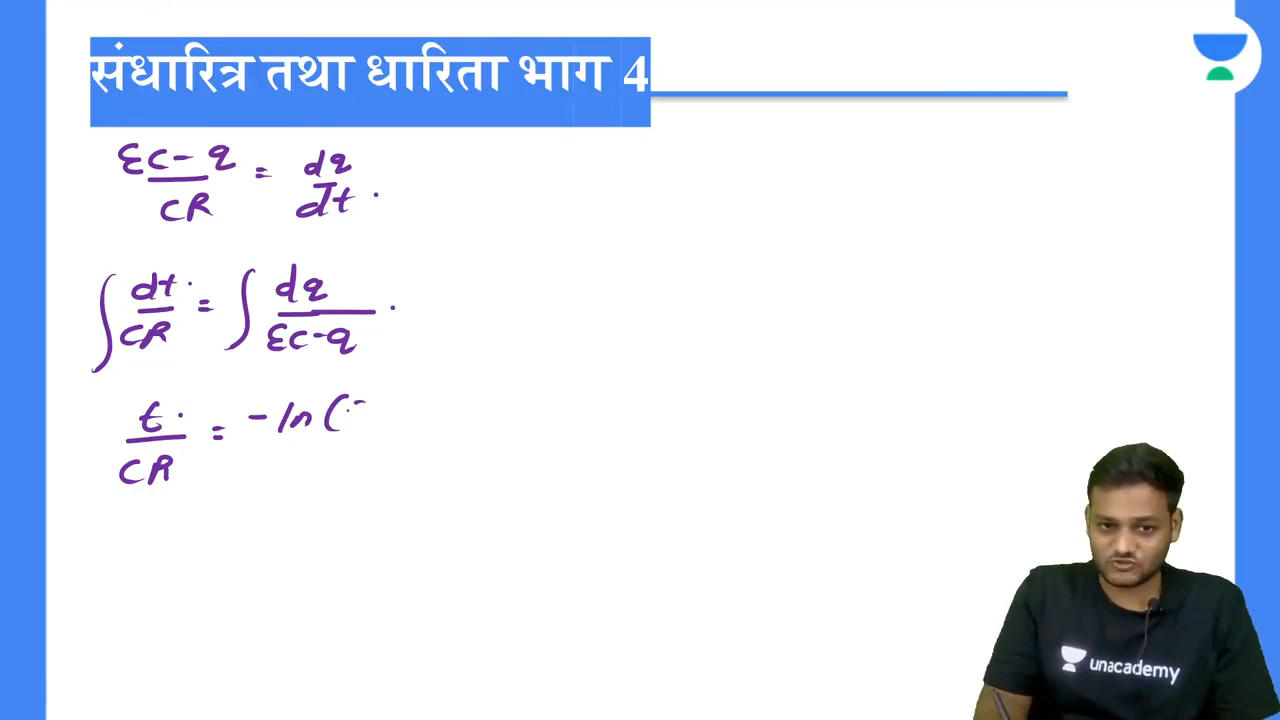 संधारित्र तथा धारिता भाग 4
εC - q / CR = dq / dt
∫ dt / CR = ∫ dq / εC - q
t / CR = - ln (
unacademy